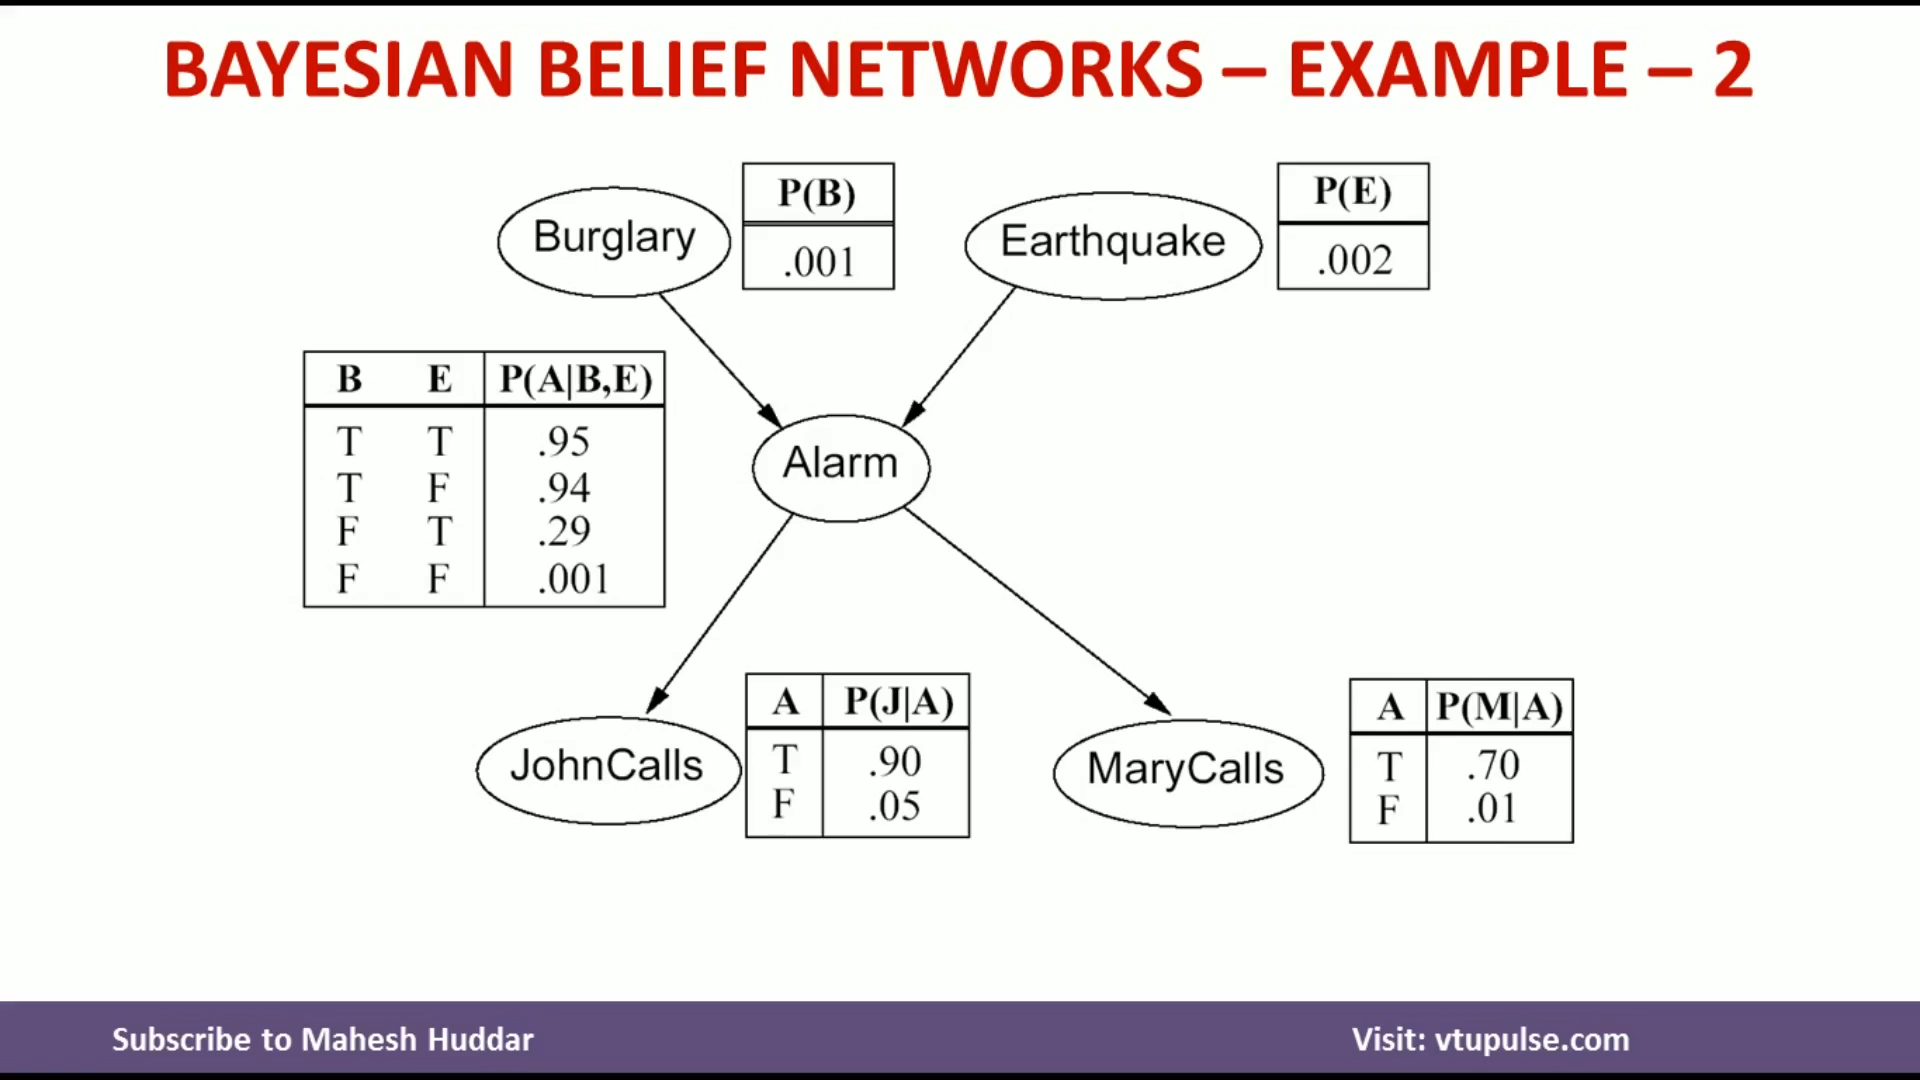 BAYESIAN BELIEF NETWORKS – EXAMPLE – 2
Burglary
P(B)
.001
Earthquake
P(E)
.002
B E P(A|B,E)
T T .95
T F .94
F T .29
F F .001
Alarm
JohnCalls
A P(J|A)
T .90
F .05
MaryCalls
A P(M|A)
T .70
F .01
Subscribe to Mahesh Huddar
Visit: vtupulse.com